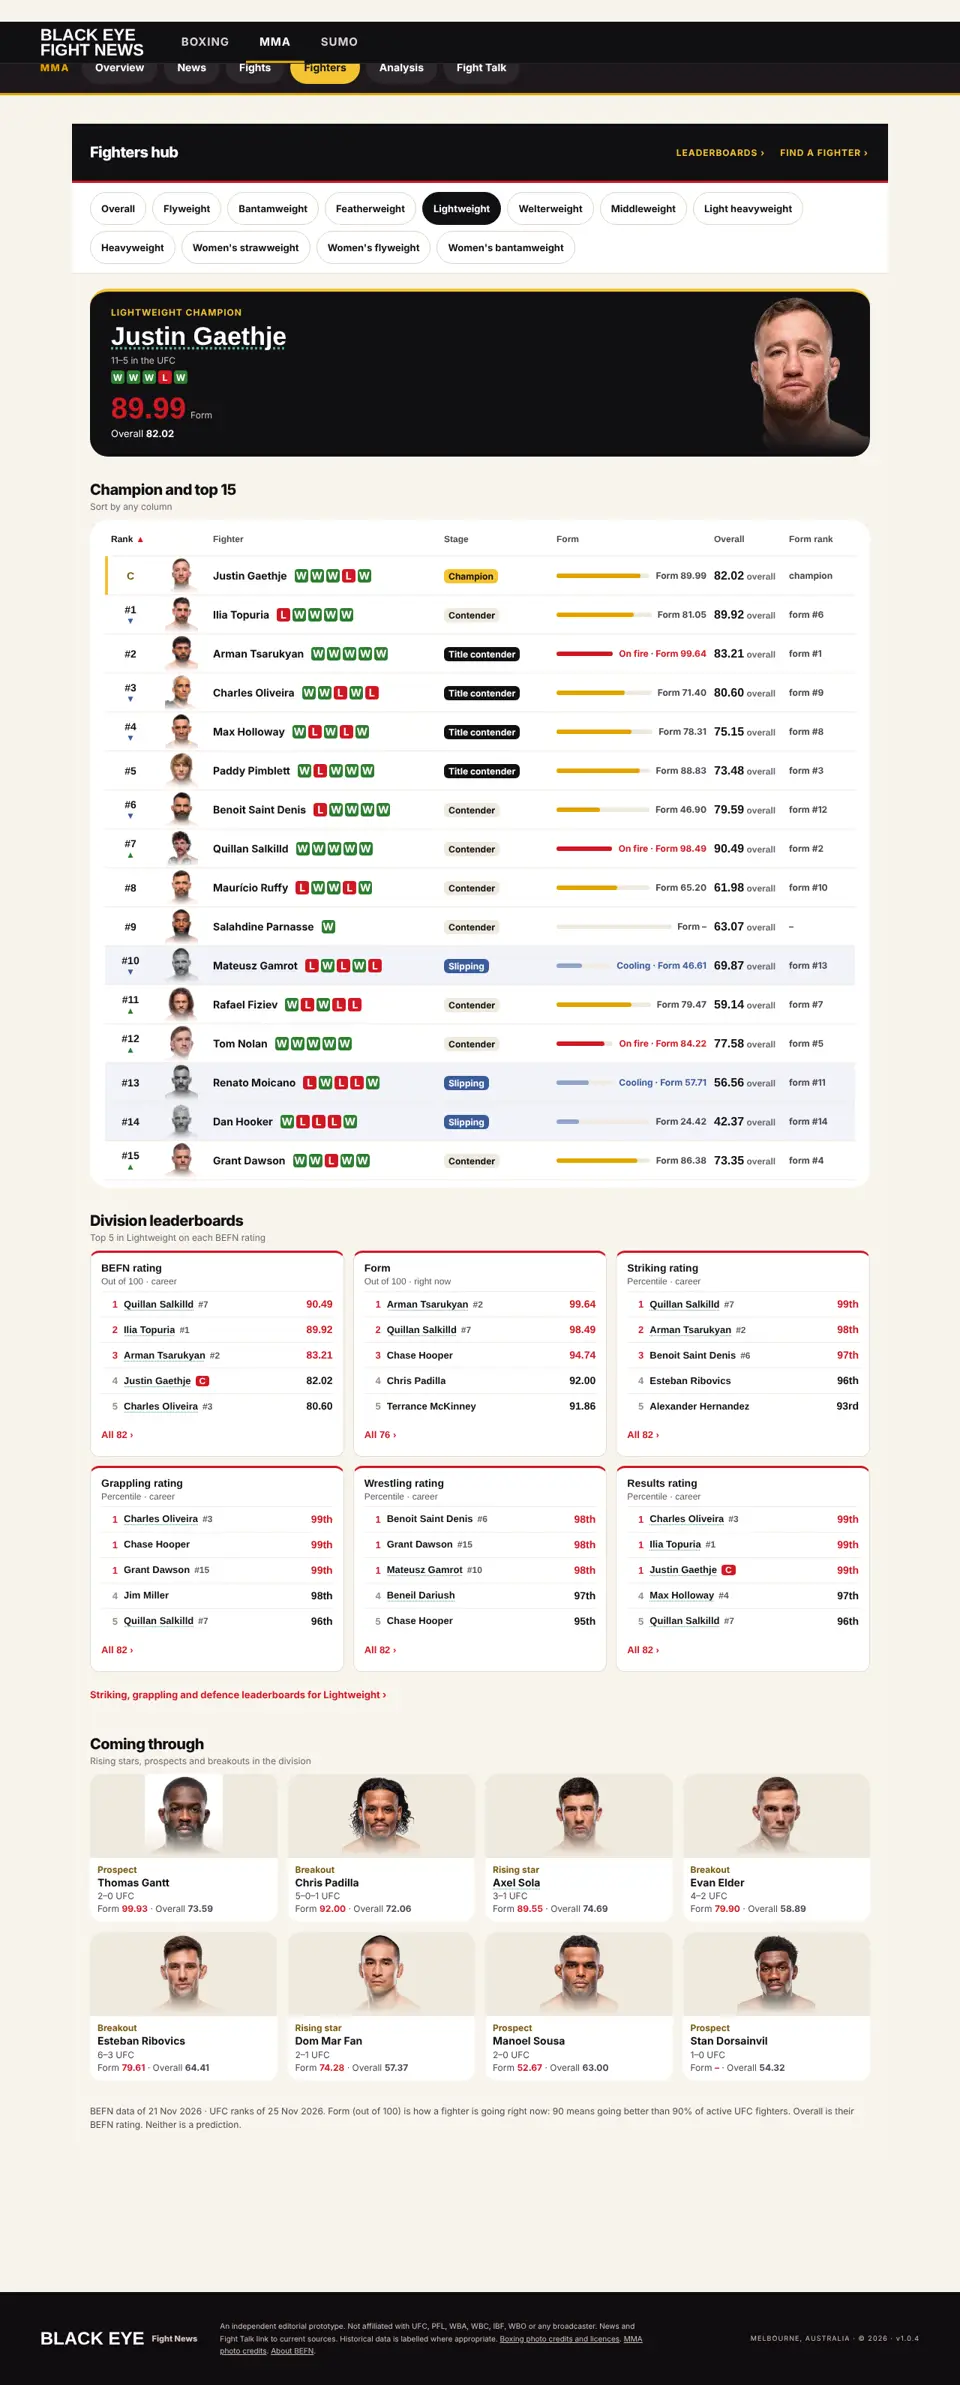 BLACK EYE
FIGHT NEWS
BOXING MMA SUMO
MMA Overview News Fights Fighters Analysis Fight Talk
Fighters hub
LEADERBOARDS › FIND A FIGHTER ›
Overall Flyweight Bantamweight Featherweight Lightweight Welterweight Middleweight Light heavyweight
Heavyweight Women's strawweight Women's flyweight Women's bantamweight
LIGHTWEIGHT CHAMPION
Justin Gaethje
11–5 in the UFC
W W W L W
89.99 Form
Overall 82.02
Champion and top 15
Sort by any column
Rank ▲ Fighter Stage Form Overall Form rank
C Justin Gaethje W W W L W Champion Form 89.99 82.02 overall champion
#1 ▼ Ilia Topuria L W W W W Contender Form 81.05 89.92 overall form #6
#2 Arman Tsarukyan W W W W W Title contender On fire · Form 99.64 83.21 overall form #1
#3 ▼ Charles Oliveira W W L W L Title contender Form 71.40 80.60 overall form #9
#4 ▼ Max Holloway W L W L W Title contender Form 78.31 75.15 overall form #8
#5 Paddy Pimblett W L W W W Title contender Form 88.83 73.48 overall form #3
#6 ▼ Benoit Saint Denis L W W W W Contender Form 46.90 79.59 overall form #12
#7 ▲ Quillan Salkilld W W W W W Contender On fire · Form 98.49 90.49 overall form #2
#8 Maurício Ruffy L W W L W Contender Form 65.20 61.98 overall form #10
#9 Salahdine Parnasse W Contender Form – 63.07 overall –
#10 ▼ Mateusz Gamrot L W L W L Slipping Cooling · Form 46.61 69.87 overall form #13
#11 ▲ Rafael Fiziev W L W L L Contender Form 79.47 59.14 overall form #7
#12 ▲ Tom Nolan W W W W W Contender On fire · Form 84.22 77.58 overall form #5
#13 Renato Moicano L W L L W Slipping Cooling · Form 57.71 56.56 overall form #11
#14 Dan Hooker W L L L W Slipping Form 24.42 42.37 overall form #14
#15 ▲ Grant Dawson W W L W W Contender Form 86.38 73.35 overall form #4
Division leaderboards
Top 5 in Lightweight on each BEFN rating
BEFN rating
Out of 100 · career
1 Quillan Salkilld #7 90.49
2 Ilia Topuria #1 89.92
3 Arman Tsarukyan #2 83.21
4 Justin Gaethje C 82.02
5 Charles Oliveira #3 80.60
All 82 ›
Form
Out of 100 · right now
1 Arman Tsarukyan #2 99.64
2 Quillan Salkilld #7 98.49
3 Chase Hooper 94.74
4 Chris Padilla 92.00
5 Terrance McKinney 91.86
All 76 ›
Striking rating
Percentile · career
1 Quillan Salkilld #7 99th
2 Arman Tsarukyan #2 98th
3 Benoit Saint Denis #6 97th
4 Esteban Ribovics 96th
5 Alexander Hernandez 93rd
All 82 ›
Grappling rating
Percentile · career
1 Charles Oliveira #3 99th
1 Chase Hooper 99th
1 Grant Dawson #15 99th
4 Jim Miller 98th
5 Quillan Salkilld #7 96th
All 82 ›
Wrestling rating
Percentile · career
1 Benoit Saint Denis #6 98th
1 Grant Dawson #15 98th
1 Mateusz Gamrot #10 98th
4 Beneil Dariush 97th
5 Chase Hooper 95th
All 82 ›
Results rating
Percentile · career
1 Charles Oliveira #3 99th
1 Ilia Topuria #1 99th
1 Justin Gaethje C 99th
4 Max Holloway #4 97th
5 Quillan Salkilld #7 96th
All 82 ›
Striking, grappling and defence leaderboards for Lightweight ›
Coming through
Rising stars, prospects and breakouts in the division
Prospect
Thomas Gantt
2–0 UFC
Form 99.93 · Overall 73.59
Breakout
Chris Padilla
5–0–1 UFC
Form 92.00 · Overall 72.06
Rising star
Axel Sola
3–1 UFC
Form 89.55 · Overall 74.69
Breakout
Evan Elder
4–2 UFC
Form 79.90 · Overall 58.89
Breakout
Esteban Ribovics
6–3 UFC
Form 79.61 · Overall 64.41
Rising star
Dom Mar Fan
2–1 UFC
Form 74.28 · Overall 57.37
Prospect
Manoel Sousa
2–0 UFC
Form 52.67 · Overall 63.00
Prospect
Stan Dorsainvil
1–0 UFC
Form – · Overall 54.32
BEFN data of 21 Nov 2026 · UFC ranks of 25 Nov 2026. Form (out of 100) is how a fighter is going right now: 90 means going better than 90% of active UFC fighters. Overall is their
BEFN rating. Neither is a prediction.
BLACK EYE Fight News
An independent editorial prototype. Not affiliated with UFC, PFL, WBA, WBC, IBF, WBO or any broadcaster. News and
Fight Talk link to current sources. Historical data is labelled where appropriate. Boxing photo credits and licences. MMA
photo credits. About BEFN.
MELBOURNE, AUSTRALIA · © 2026 · v1.0.4